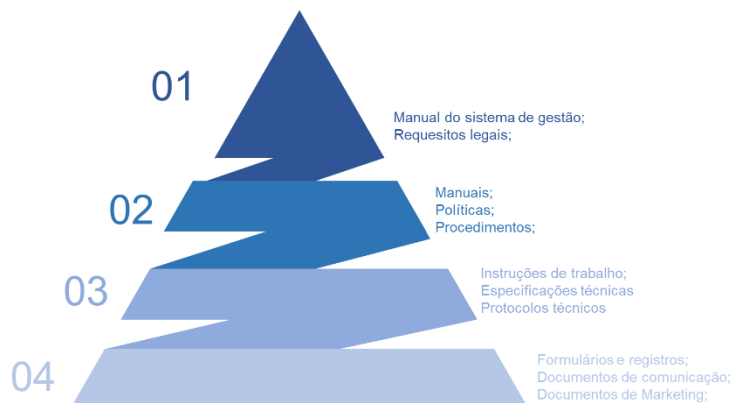 01
Manual do sistema de gestão;
Requesitos legais;
02
Manuais;
Políticas;
Procedimentos;
03
Instruções de trabalho;
Especificações técnicas
Protocolos técnicos
04
Formulários e registros;
Documentos de comunicação;
Documentos de Marketing;